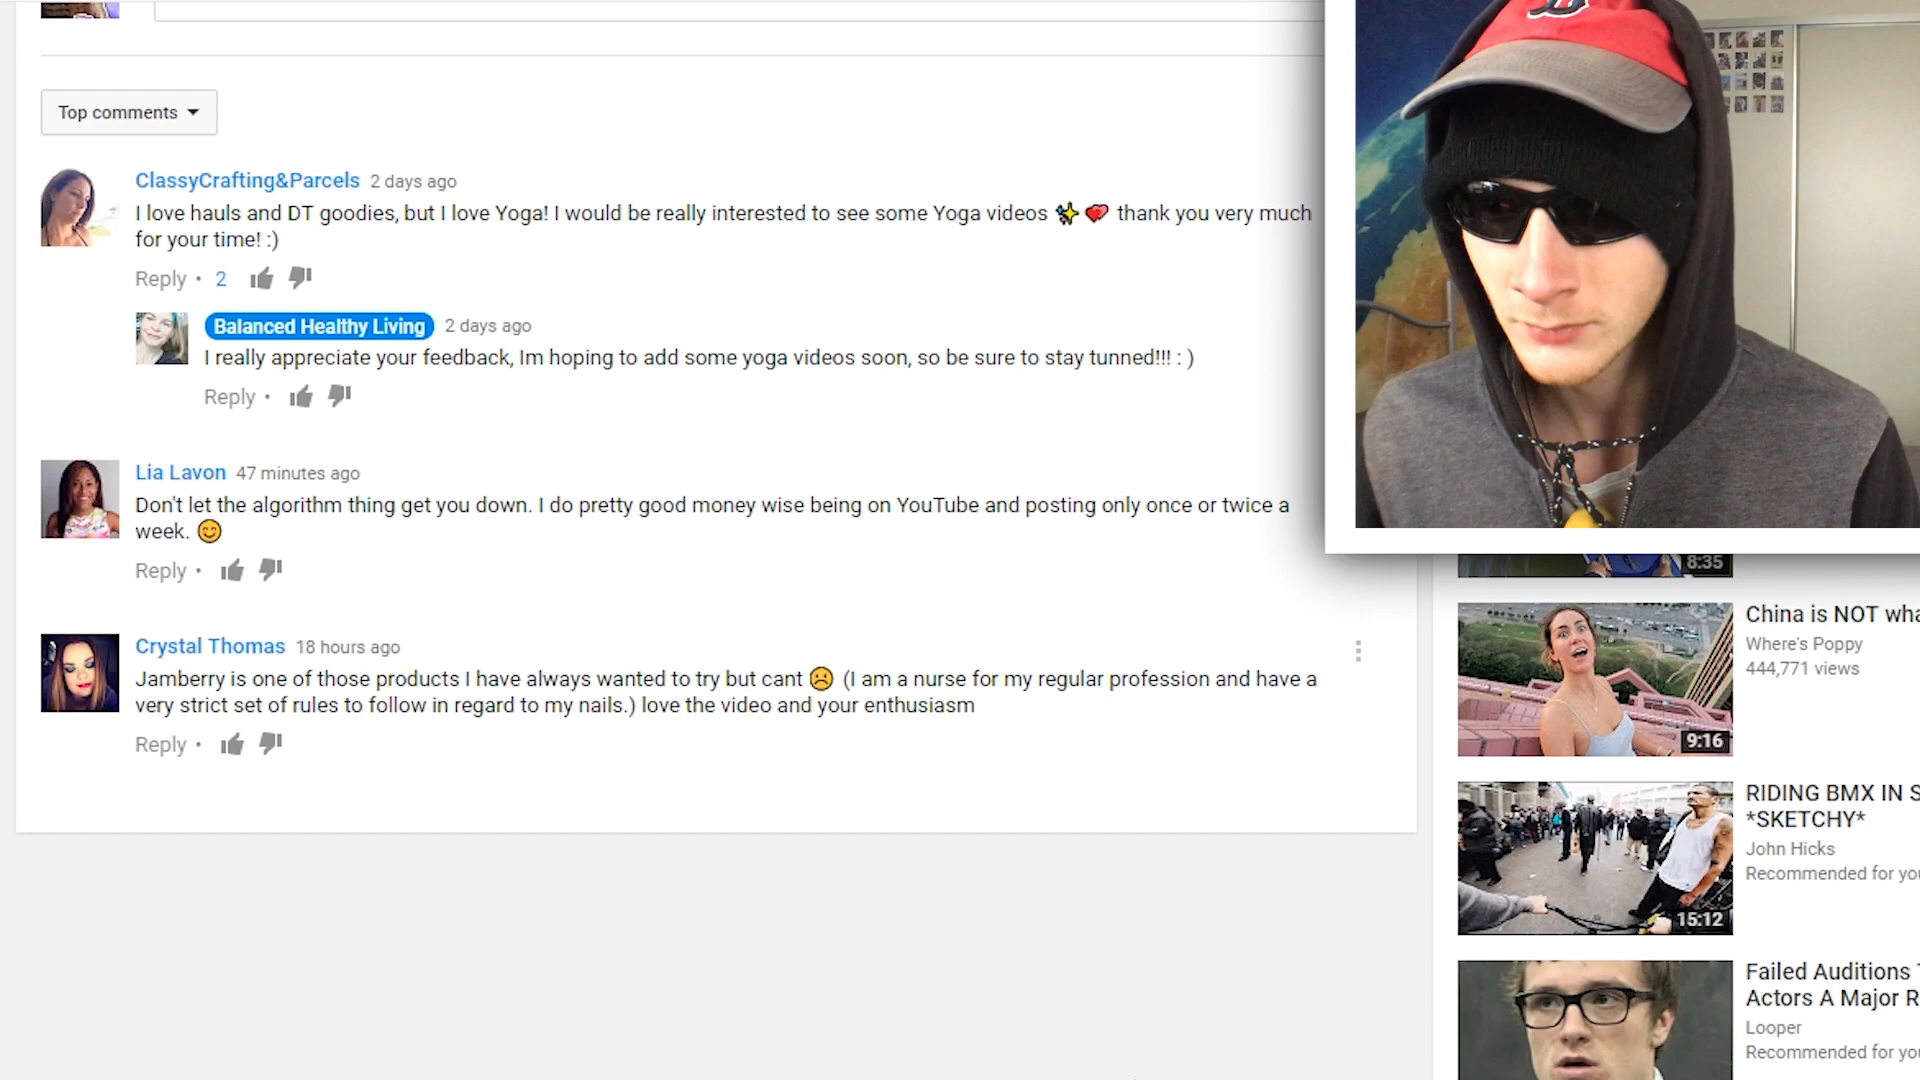 Top comments
ClassyCrafting&Parcels 2 days ago
I love hauls and DT goodies, but I love Yoga! I would be really interested to see some Yoga videos ✨ 💖 thank you very much
for your time! :)
Reply • 2
Balanced Healthy Living 2 days ago
I really appreciate your feedback, Im hoping to add some yoga videos soon, so be sure to stay tunned!!! : )
Reply •
Lia Lavon 47 minutes ago
Don't let the algorithm thing get you down. I do pretty good money wise being on YouTube and posting only once or twice a
week. 😊
Reply •
Crystal Thomas 18 hours ago
Jamberry is one of those products I have always wanted to try but cant ☹️ (I am a nurse for my regular profession and have a
very strict set of rules to follow in regard to my nails.) love the video and your enthusiasm
Reply •
B
8:35
China is NOT wha
Where's Poppy
444,771 views
9:16
RIDING BMX IN S
*SKETCHY*
John Hicks
Recommended for you
15:12
Failed Auditions
Actors A Major R
Looper
Recommended for you